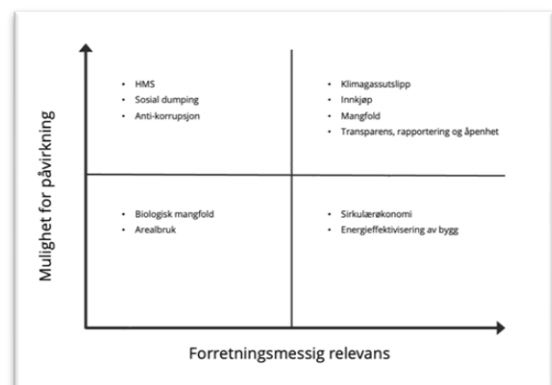 Mulighet for påvirkning
HMS
Sosial dumping
Anti-korrupsjon
Klimagassutslipp
Innkjøp
Mangfold
Transparens, rapportering og åpenhet
Biologisk mangfold
Arealbruk
Sirkulærøkonomi
Energieffektivisering av bygg
Forretningsmessig relevans